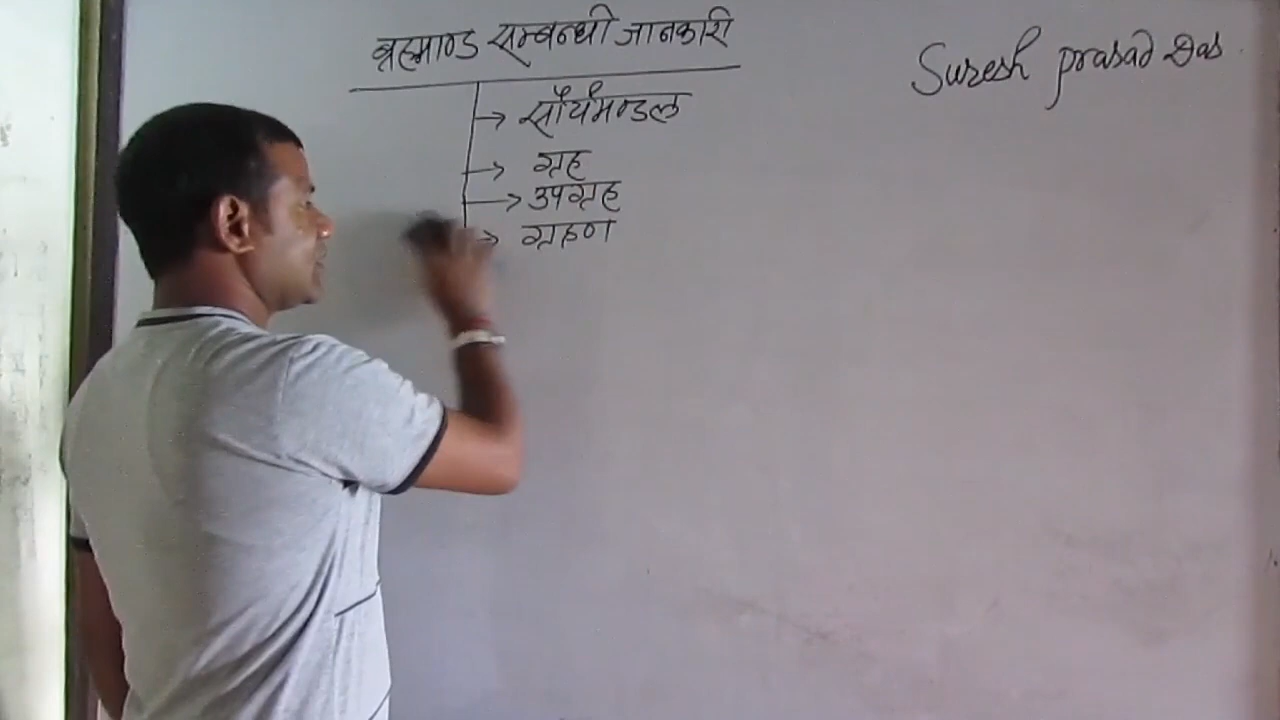 ब्रह्माण्ड सम्बन्धी जानकारी
Suresh prasad Das
→ सौर्यमण्डल
→ ग्रह
→ उपग्रह
→ ग्रहण